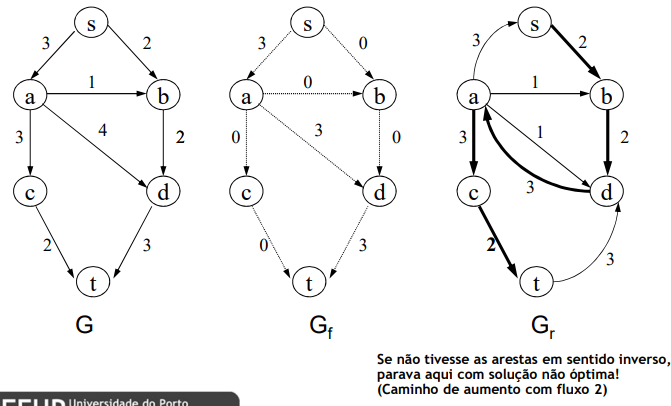 s
s
s
3
2
3
0
3
2
a
1
b
a
0
b
a
1
b
3
4
2
0
3
0
3
1
2
c
d
c
d
c
3
d
2
3
0
3
2
3
t
t
t
G
Gf
Gr
Se não tivesse as arestas em sentido inverso,
parava aqui com solução não óptima!
(Caminho de aumento com fluxo 2)
FEUP Universidade do Porto